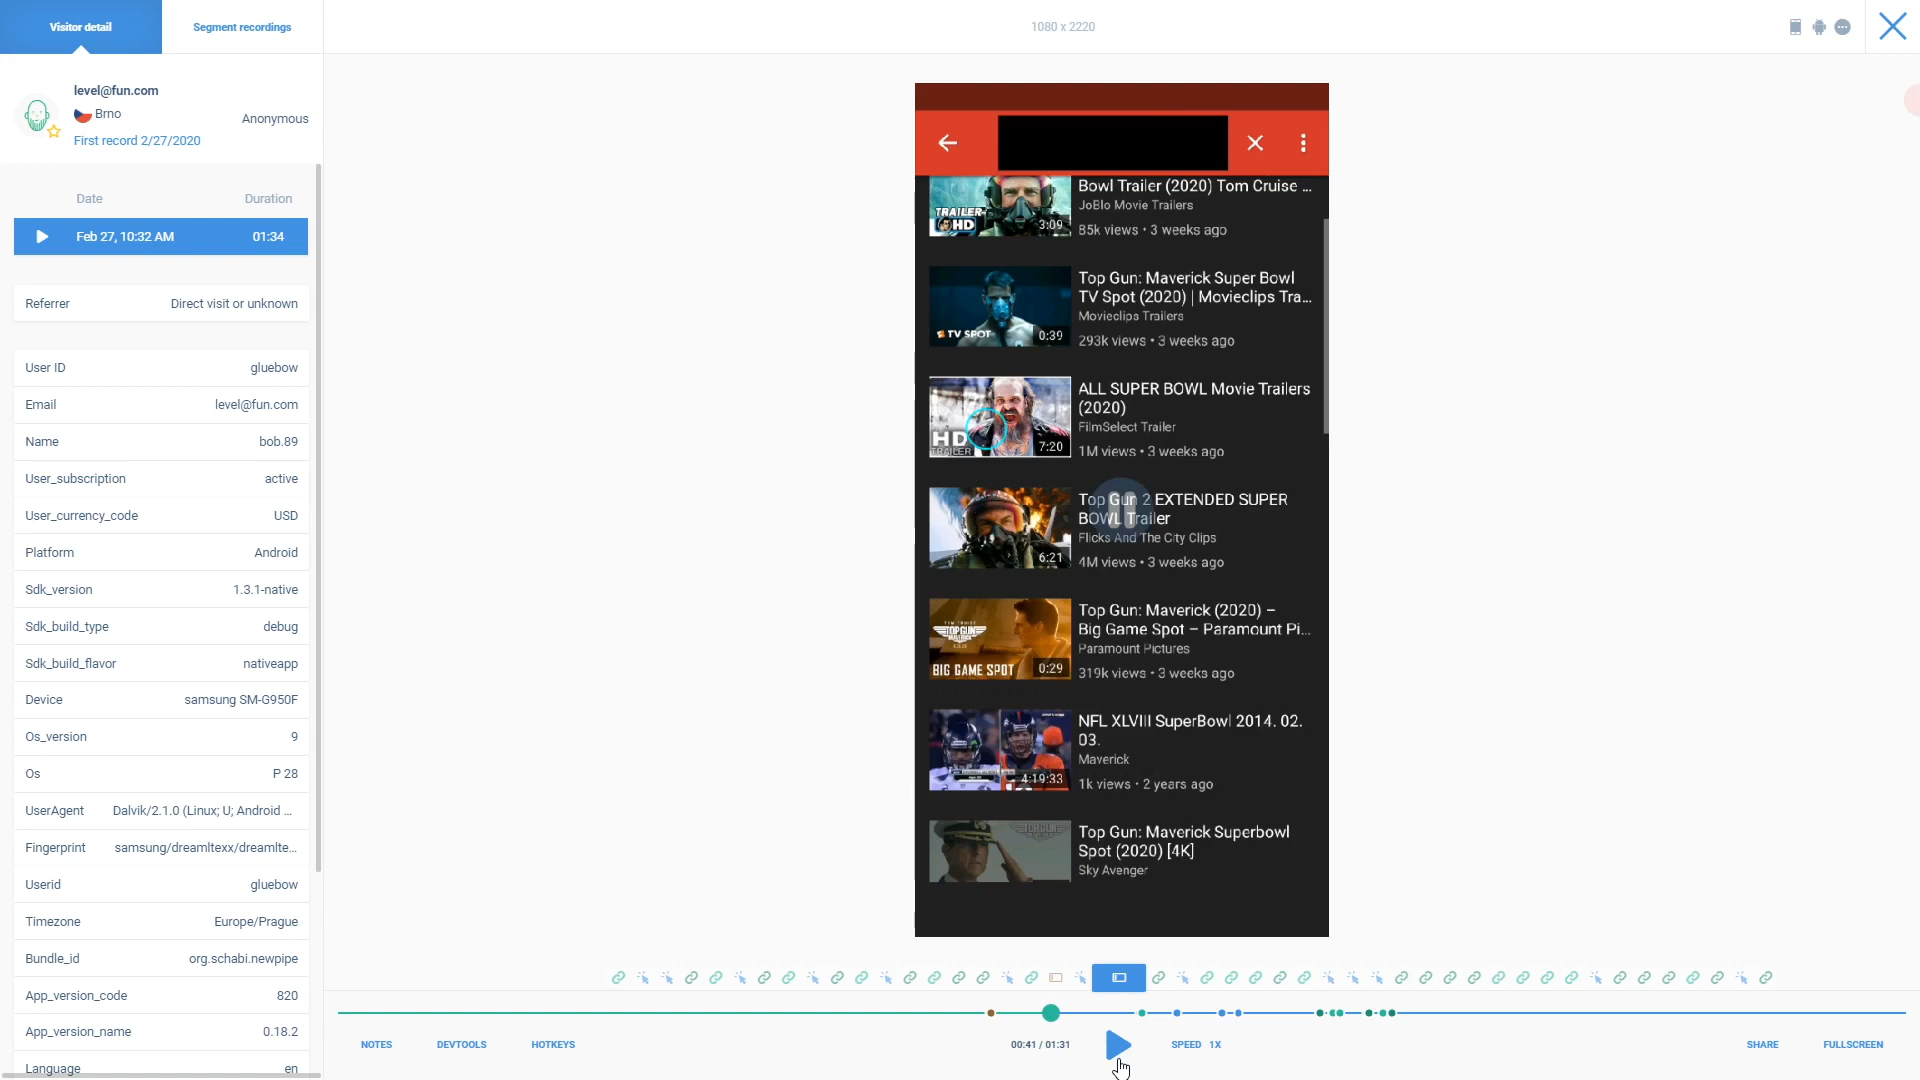 Visitor detail
Segment recordings
1080 x 2220
level@fun.com
Brno
Anonymous
First record 2/27/2020
Date Duration
Feb 27, 10:32 AM 01:34
Referrer Direct visit or unknown
User ID gluebow
Email level@fun.com
Name bob.89
User_subscription active
User_currency_code USD
Platform Android
Sdk_version 1.3.1-native
Sdk_build_type debug
Sdk_build_flavor nativeapp
Device samsung SM-G950F
Os_version 9
Os P 28
UserAgent Dalvik/2.1.0 (Linux; U; Android ...
Fingerprint samsung/dreamltexx/dreamlte...
Userid gluebow
Timezone Europe/Prague
Bundle_id org.schabi.newpipe
App_version_code 820
App_version_name 0.18.2
Language en
TRAILER
HD
3:09
Bowl Trailer (2020) Tom Cruise ...
JoBlo Movie Trailers
85k views • 3 weeks ago
TV SPOT
0:39
Top Gun: Maverick Super Bowl
TV Spot (2020) | Movieclips Tra...
Movieclips Trailers
293k views • 3 weeks ago
HD
TRAILER
7:20
ALL SUPER BOWL Movie Trailers
(2020)
FilmSelect Trailer
1M views • 3 weeks ago
6:21
Top Gun 2 EXTENDED SUPER
BOWL Trailer
Flicks And The City Clips
4M views • 3 weeks ago
TOM CRUISE
TOPGUN
MAVERICK
BIG GAME SPOT
0:29
Top Gun: Maverick (2020) –
Big Game Spot – Paramount Pi...
Paramount Pictures
319k views • 3 weeks ago
4:19:33
NFL XLVIII SuperBowl 2014. 02.
03.
Maverick
1k views • 2 years ago
TOPGUN
Top Gun: Maverick Superbowl
Spot (2020) [4K]
Sky Avenger
NOTES
DEVTOOLS
HOTKEYS
00:41 / 01:31
SPEED 1X
SHARE
FULLSCREEN